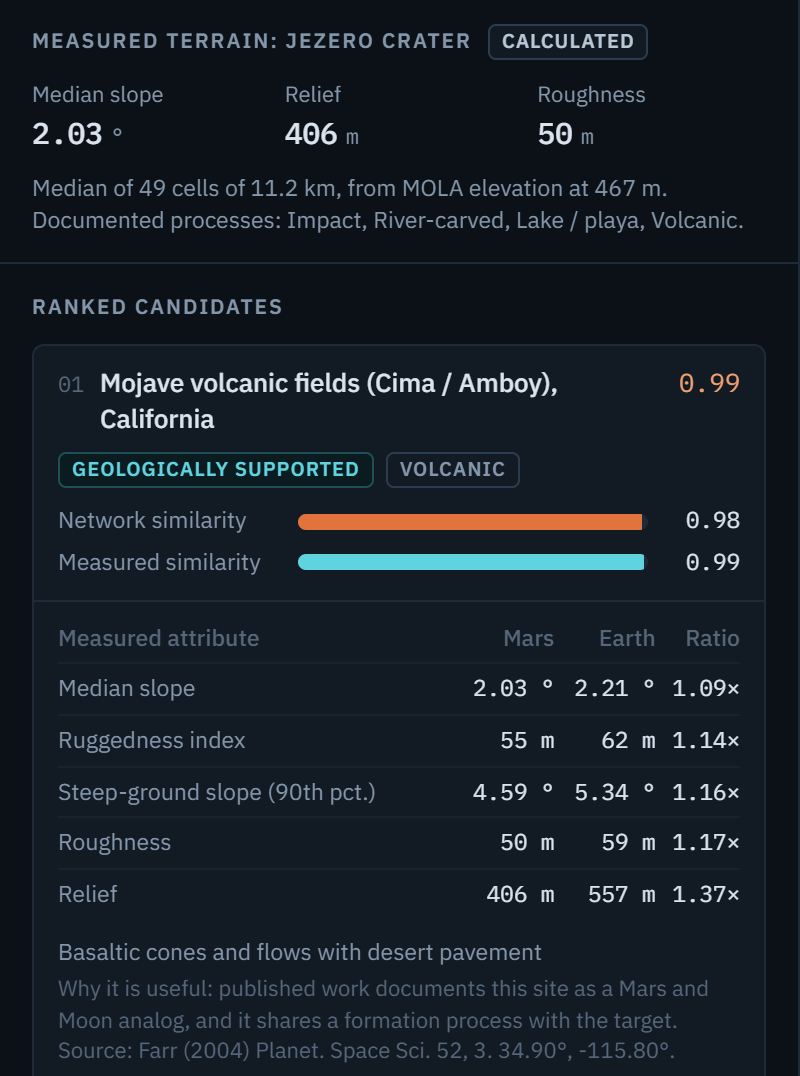 MEASURED TERRAIN: JEZERO CRATER CALCULATED
Median slope Relief Roughness
2.03 ° 406 m 50 m
Median of 49 cells of 11.2 km, from MOLA elevation at 467 m.
Documented processes: Impact, River-carved, Lake / playa, Volcanic.
RANKED CANDIDATES
01 Mojave volcanic fields (Cima / Amboy), 0.99
California
GEOLOGICALLY SUPPORTED VOLCANIC
Network similarity 0.98
Measured similarity 0.99
Measured attribute Mars Earth Ratio
Median slope 2.03 ° 2.21 ° 1.09×
Ruggedness index 55 m 62 m 1.14×
Steep-ground slope (90th pct.) 4.59 ° 5.34 ° 1.16×
Roughness 50 m 59 m 1.17×
Relief 406 m 557 m 1.37×
Basaltic cones and flows with desert pavement
Why it is useful: published work documents this site as a Mars and
Moon analog, and it shares a formation process with the target.
Source: Farr (2004) Planet. Space Sci. 52, 3. 34.90°, -115.80°.